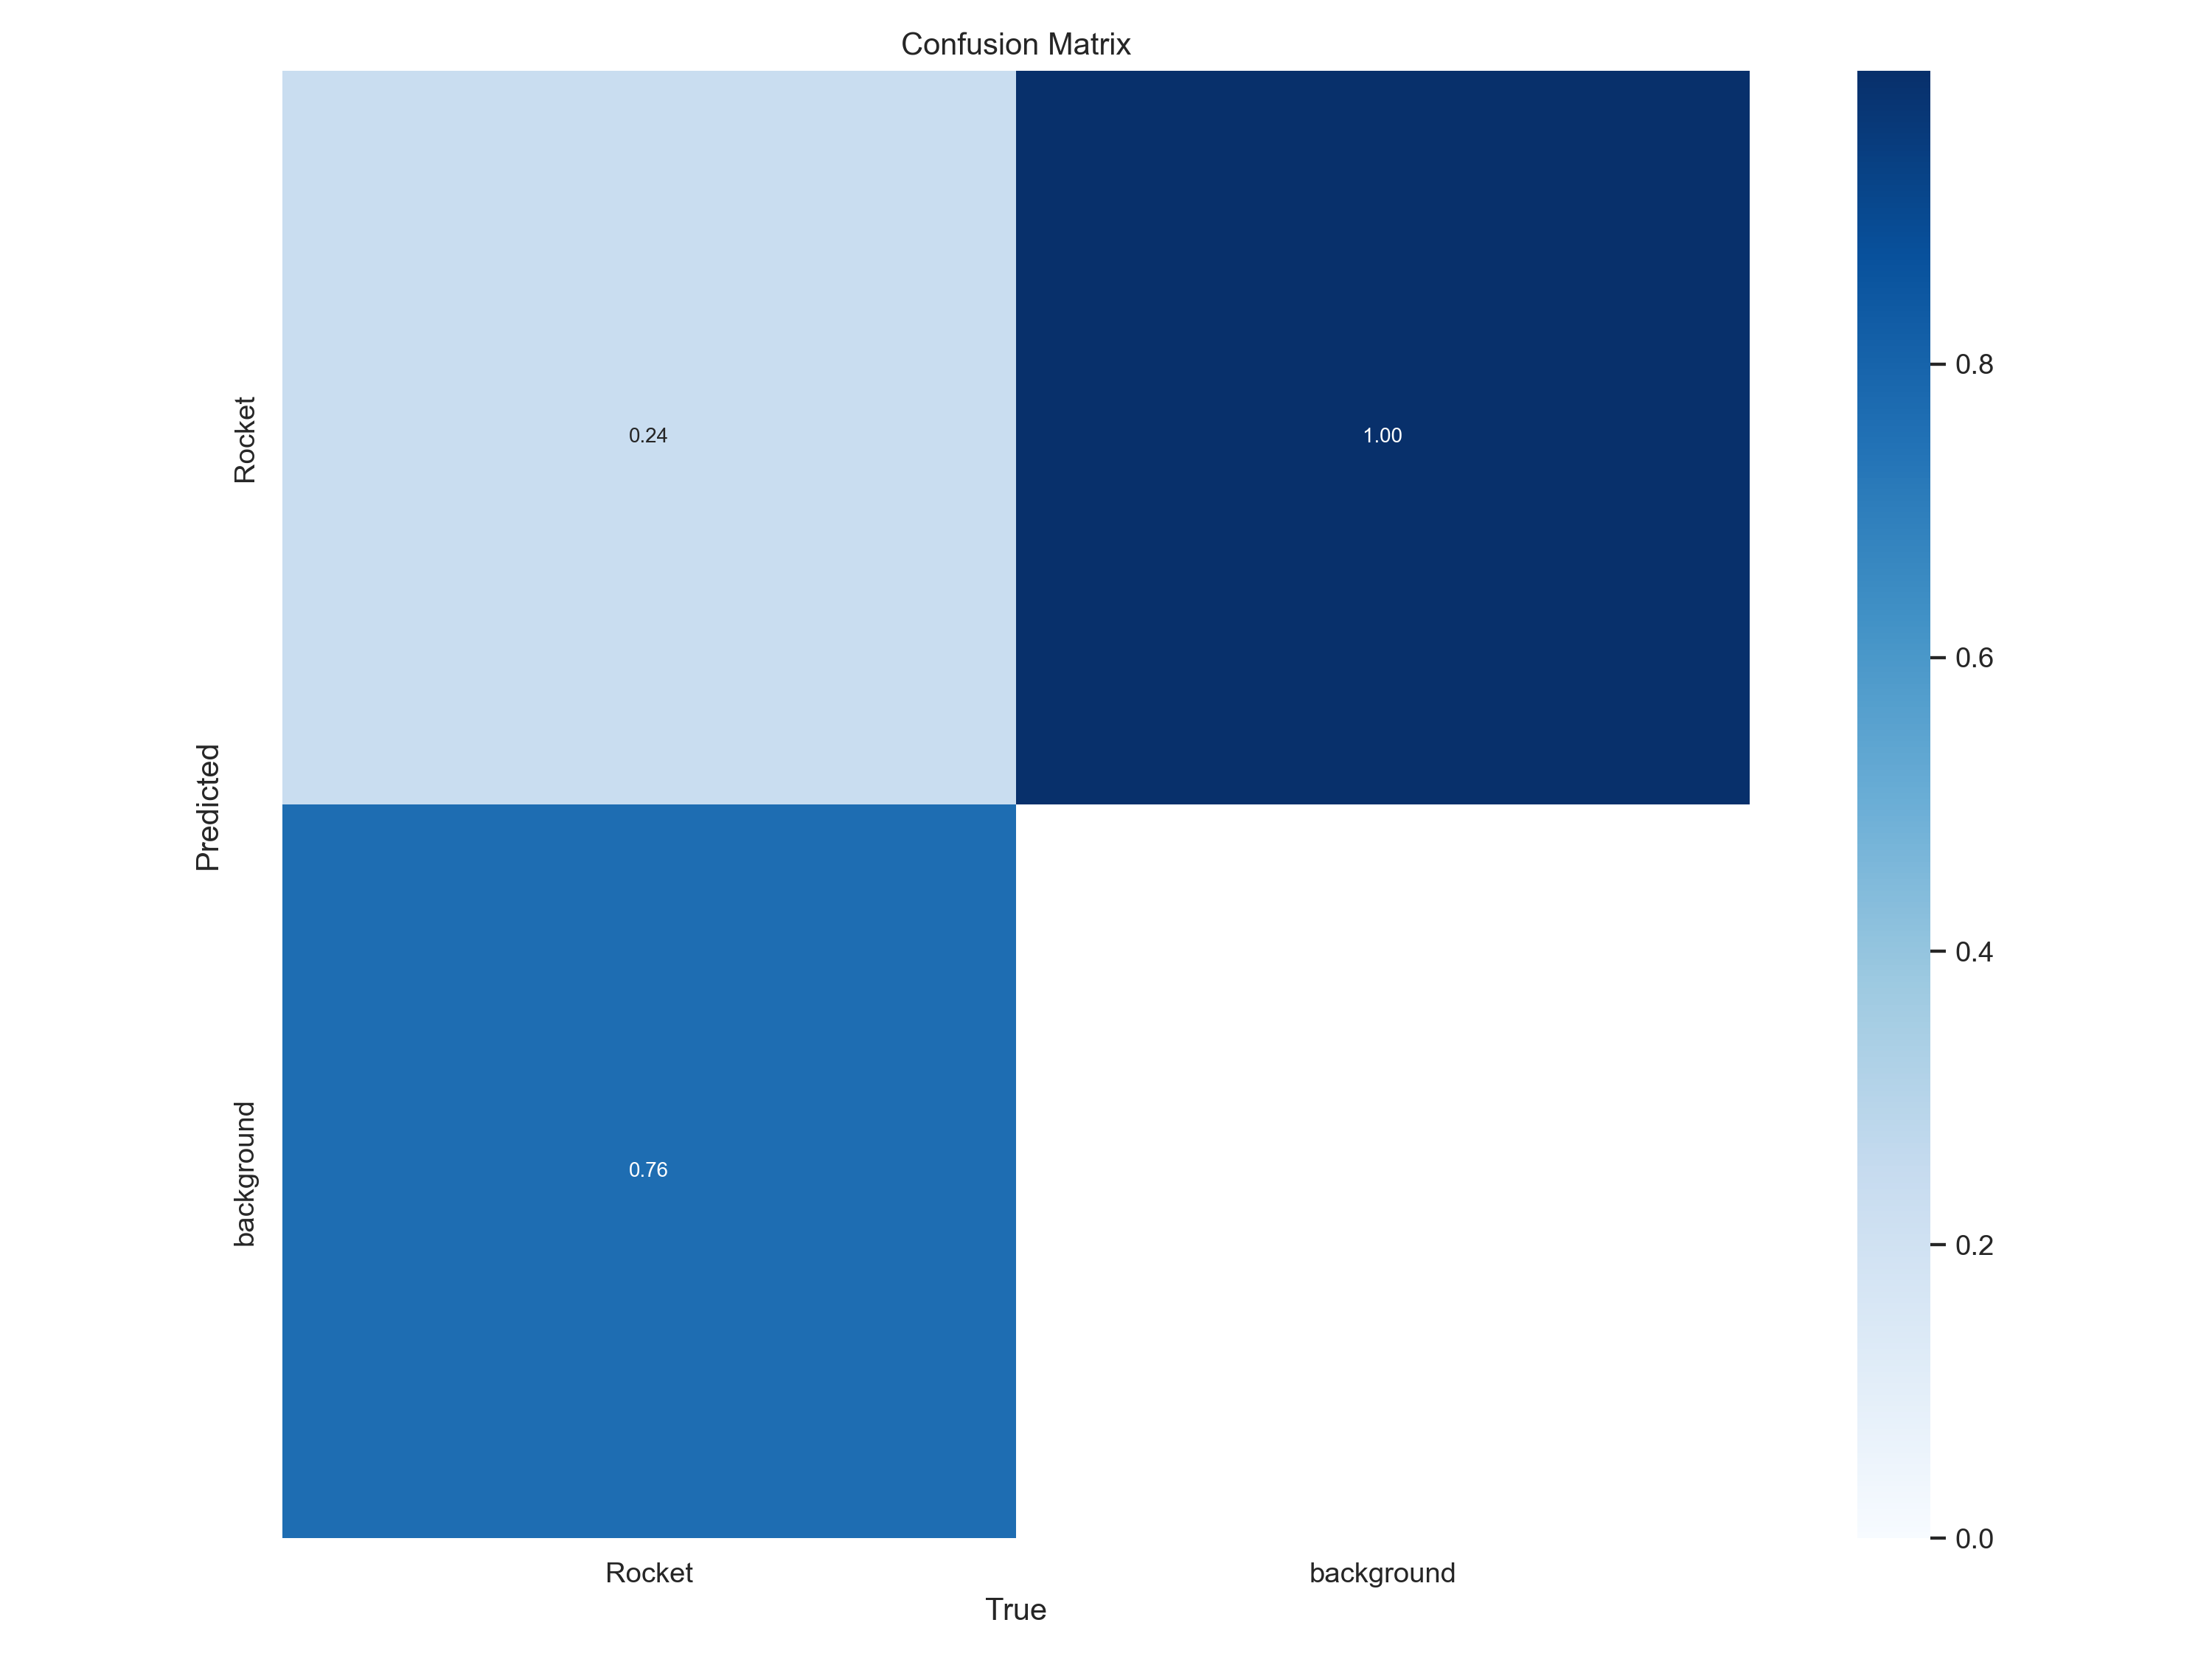 Confusion Matrix
Rocket
0.24
1.00
Predicted
background
0.76
Rocket
background
True
0.8
0.6
0.4
0.2
0.0